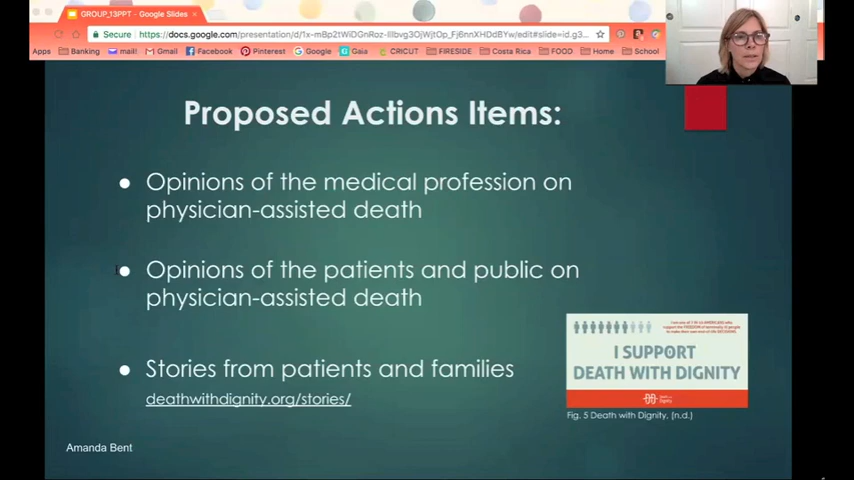 GROUP_13PPT - Google Slides
Secure
Apps
Banking
mail!
Gmail
Facebook
Pinterest
Google
Gaia
CRICUT
FIRESIDE
Costa Rica
FOOD
Home
School
Proposed Actions Items:
● Opinions of the medical profession on
physician-assisted death
● Opinions of the patients and public on
physician-assisted death
● Stories from patients and families
deathwithdignity.org/stories/
I SUPPORT
DEATH WITH DIGNITY
Fig. 5 Death with Dignity, (n.d.)
Amanda Bent